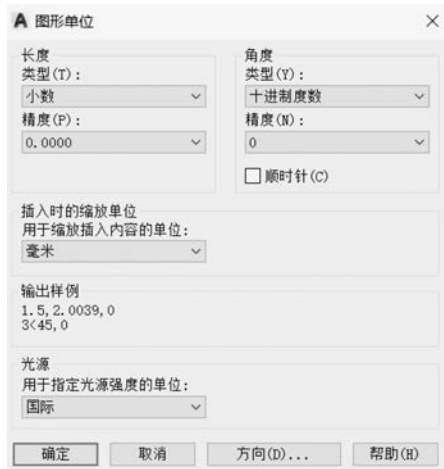 A 图形单位
长度
类型(T):
小数
精度(P):
0.0000
角度
类型(Y):
十进制度数
精度(N):
0
顺时针(C)
插入时的缩放单位
用于缩放插入内容的单位:
毫米
输出样例
1.5,2.0039,0
3<45,0
光源
用于指定光源强度的单位:
国际
确定 取消 方向(D)... 帮助(H)